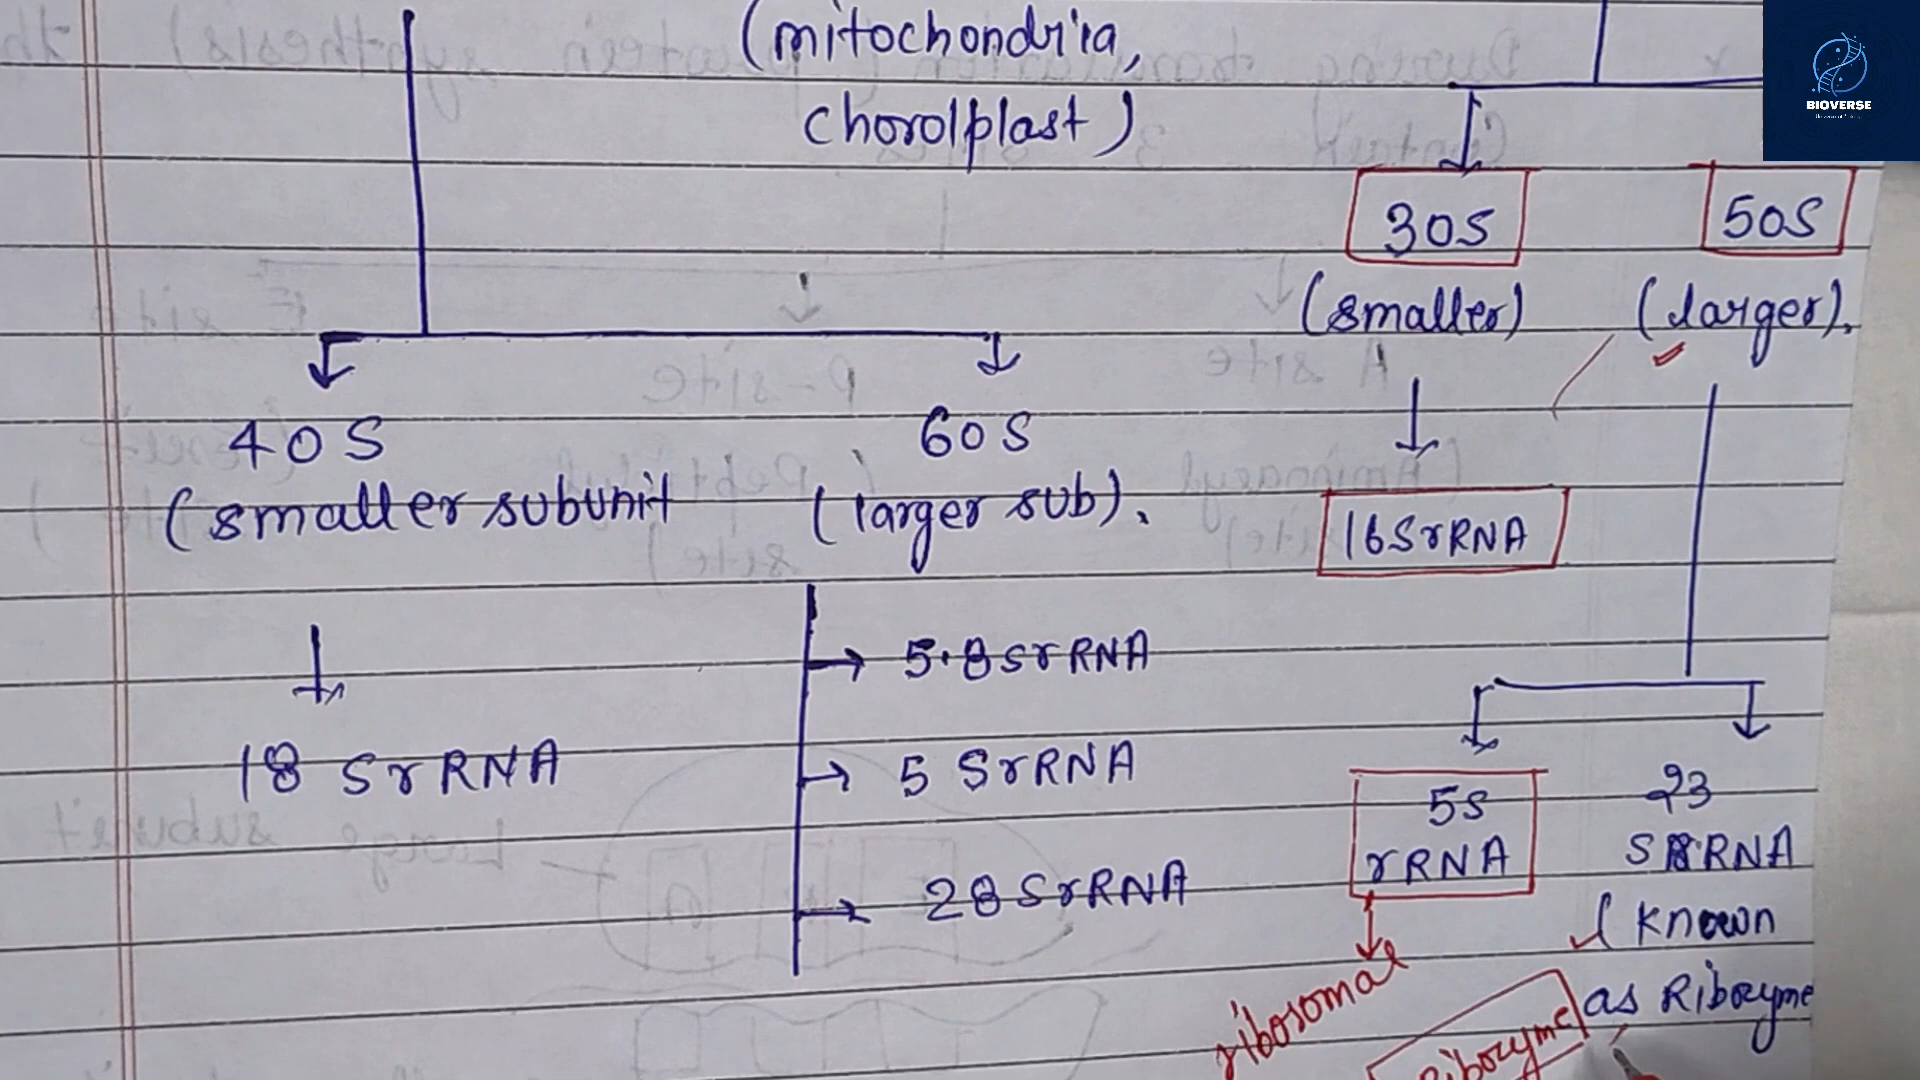 (mitochondria,
chorolplast)
BIOVERSE
30S
50S
(smaller)
(larger).
40S
60S
(smaller subunit
(larger sub).
16SrRNA
5.8SrRNA
18 SrRNA
5 SrRNA
28SrRNA
5S
rRNA
23
SrRNA
(known
as Ribozyme
ribosomal
Ribozyme